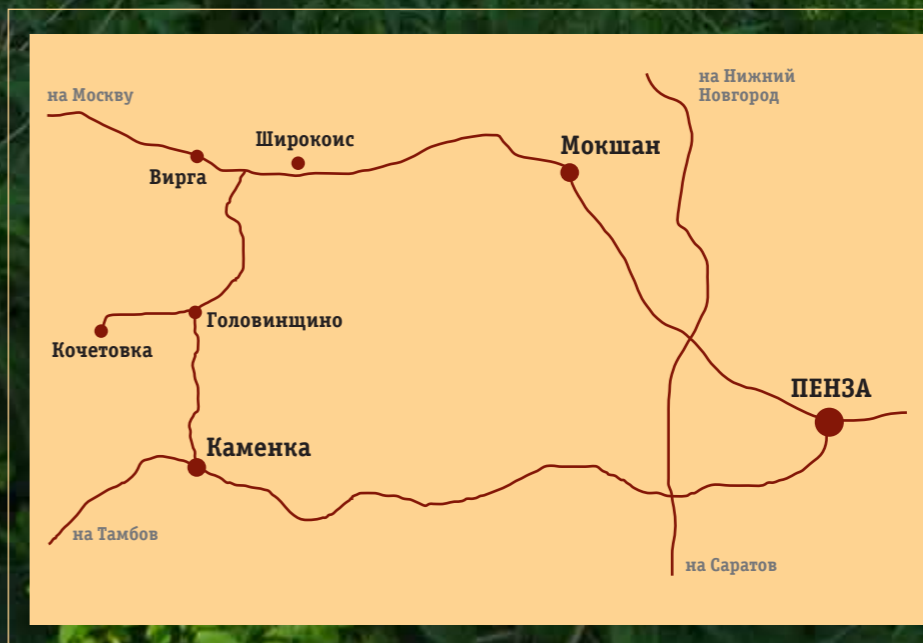 на Москву
на Нижний
Новгород
Широкоис
Мокшан
Вирга
Головинщино
Кочетовка
ПЕНЗА
Каменка
на Тамбов
на Саратов